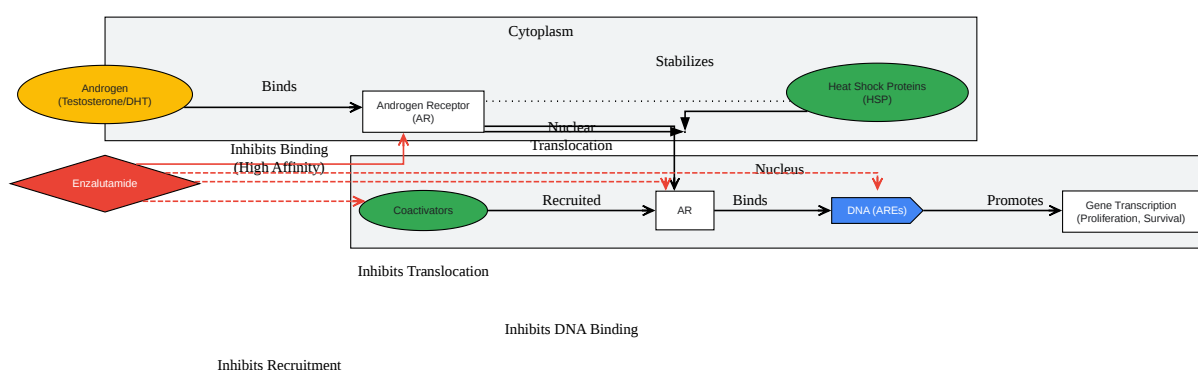 Cytoplasm
Stabilizes
Androgen
(Testosterone/DHT)
Binds
Androgen Receptor
(AR)
Heat Shock Proteins
(HSP)
Nuclear
Translocation
Inhibits Binding
(High Affinity)
Enzalutamide
Nucleus
Coactivators
Recruited
AR
Binds
DNA (AREs)
Promotes
Gene Transcription
(Proliferation, Survival)
Inhibits Translocation
Inhibits DNA Binding
Inhibits Recruitment